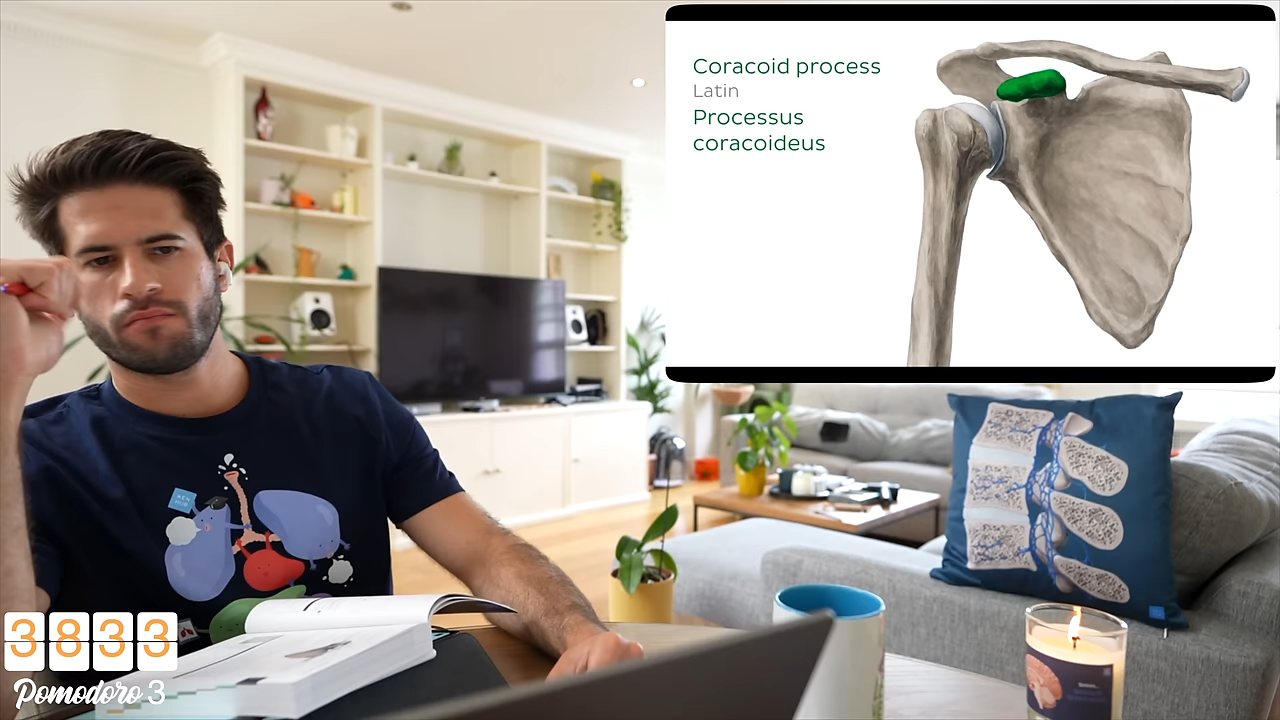 Coracoid process
Latin
Processus
coracoideus
3833
Pomodoro 3